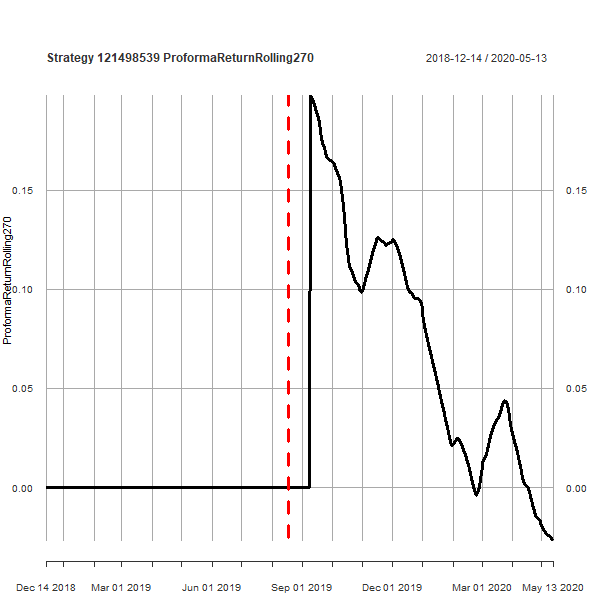 Strategy 121498539 ProformaReturnRolling270
2018-12-14 / 2020-05-13
ProformaReturnRolling270
0.15
0.15
0.10
0.10
0.05
0.05
0.00
0.00
Dec 14 2018
Mar 01 2019
Jun 01 2019
Sep 01 2019
Dec 01 2019
Mar 01 2020
May 13 2020